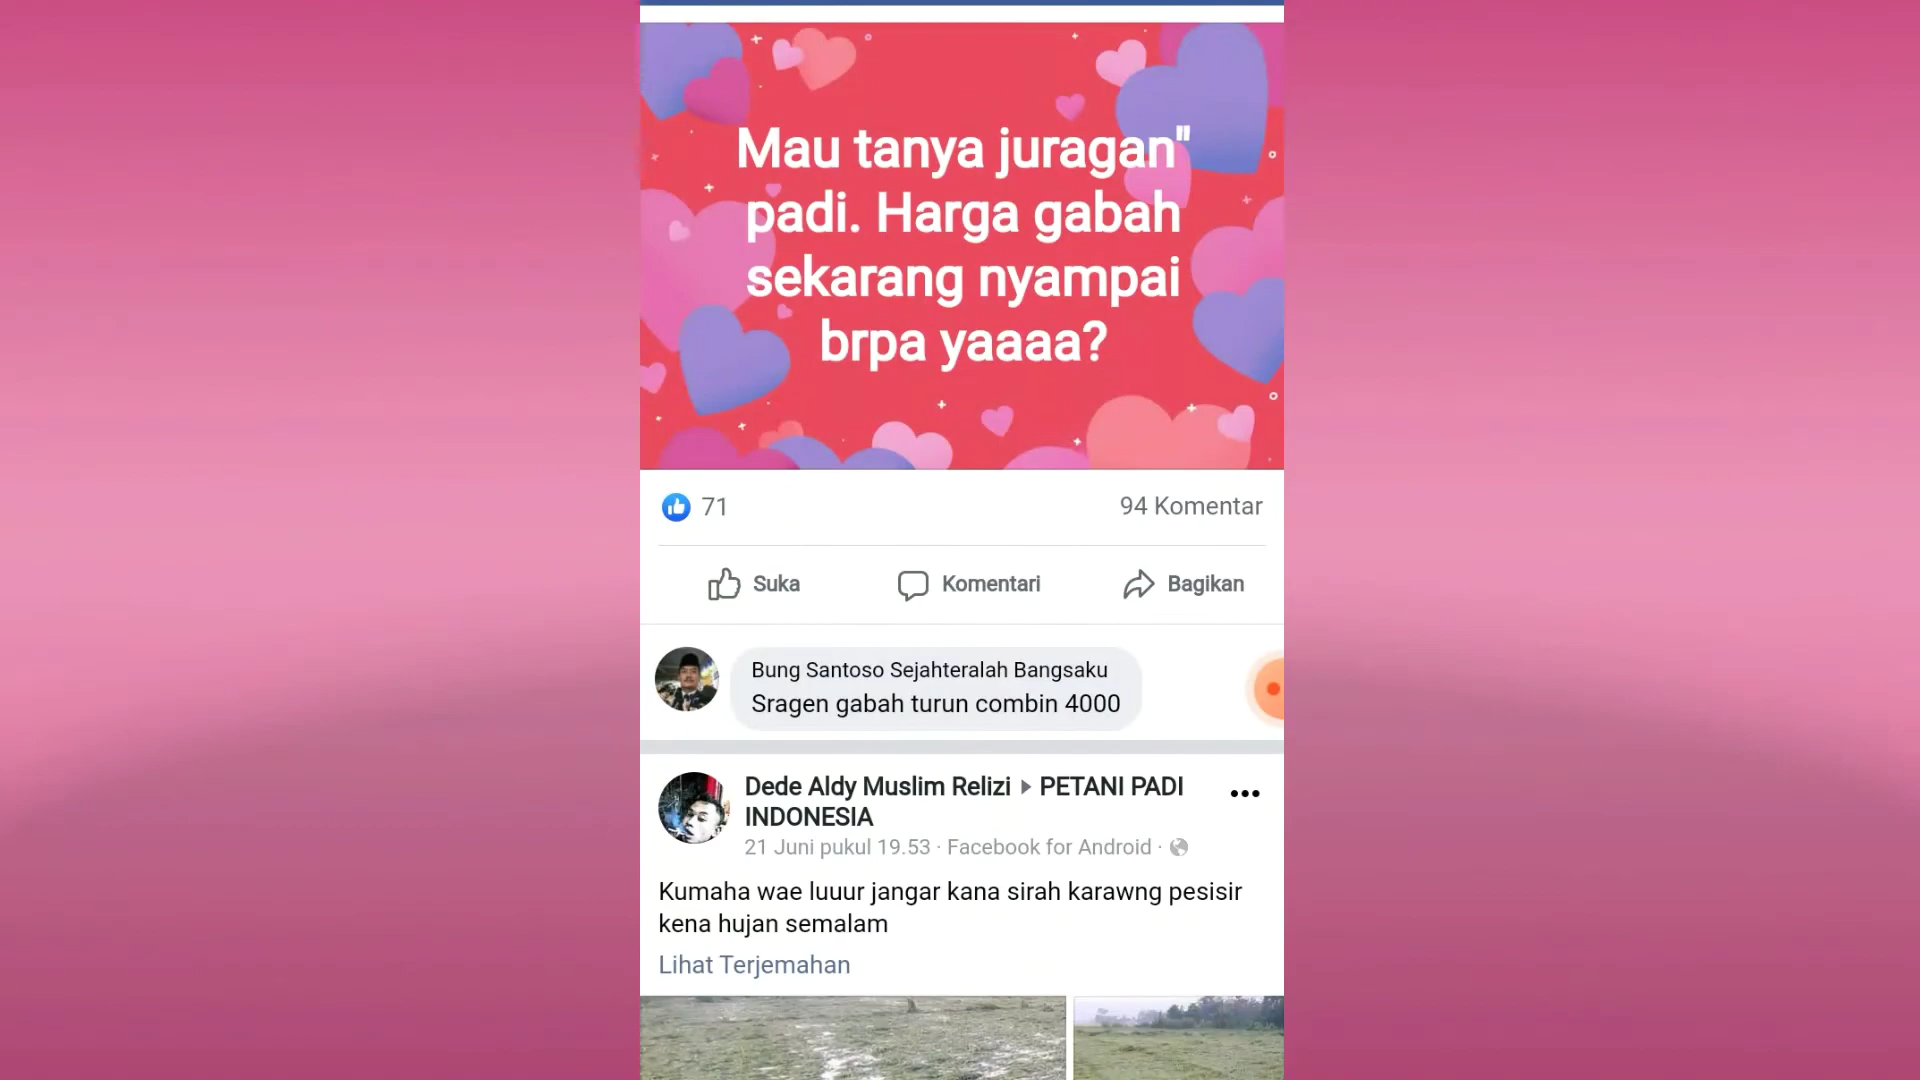 Mau tanya juragan"
padi. Harga gabah
sekarang nyampai
brpa yaaaa?
71
94 Komentar
Suka
Komentari
Bagikan
Bung Santoso Sejahteralah Bangsaku
Sragen gabah turun combin 4000
Dede Aldy Muslim Relizi ▸ PETANI PADI
INDONESIA
21 Juni pukul 19.53 · Facebook for Android ·
Kumaha wae luuur jangar kana sirah karawng pesisir
kena hujan semalam
Lihat Terjemahan